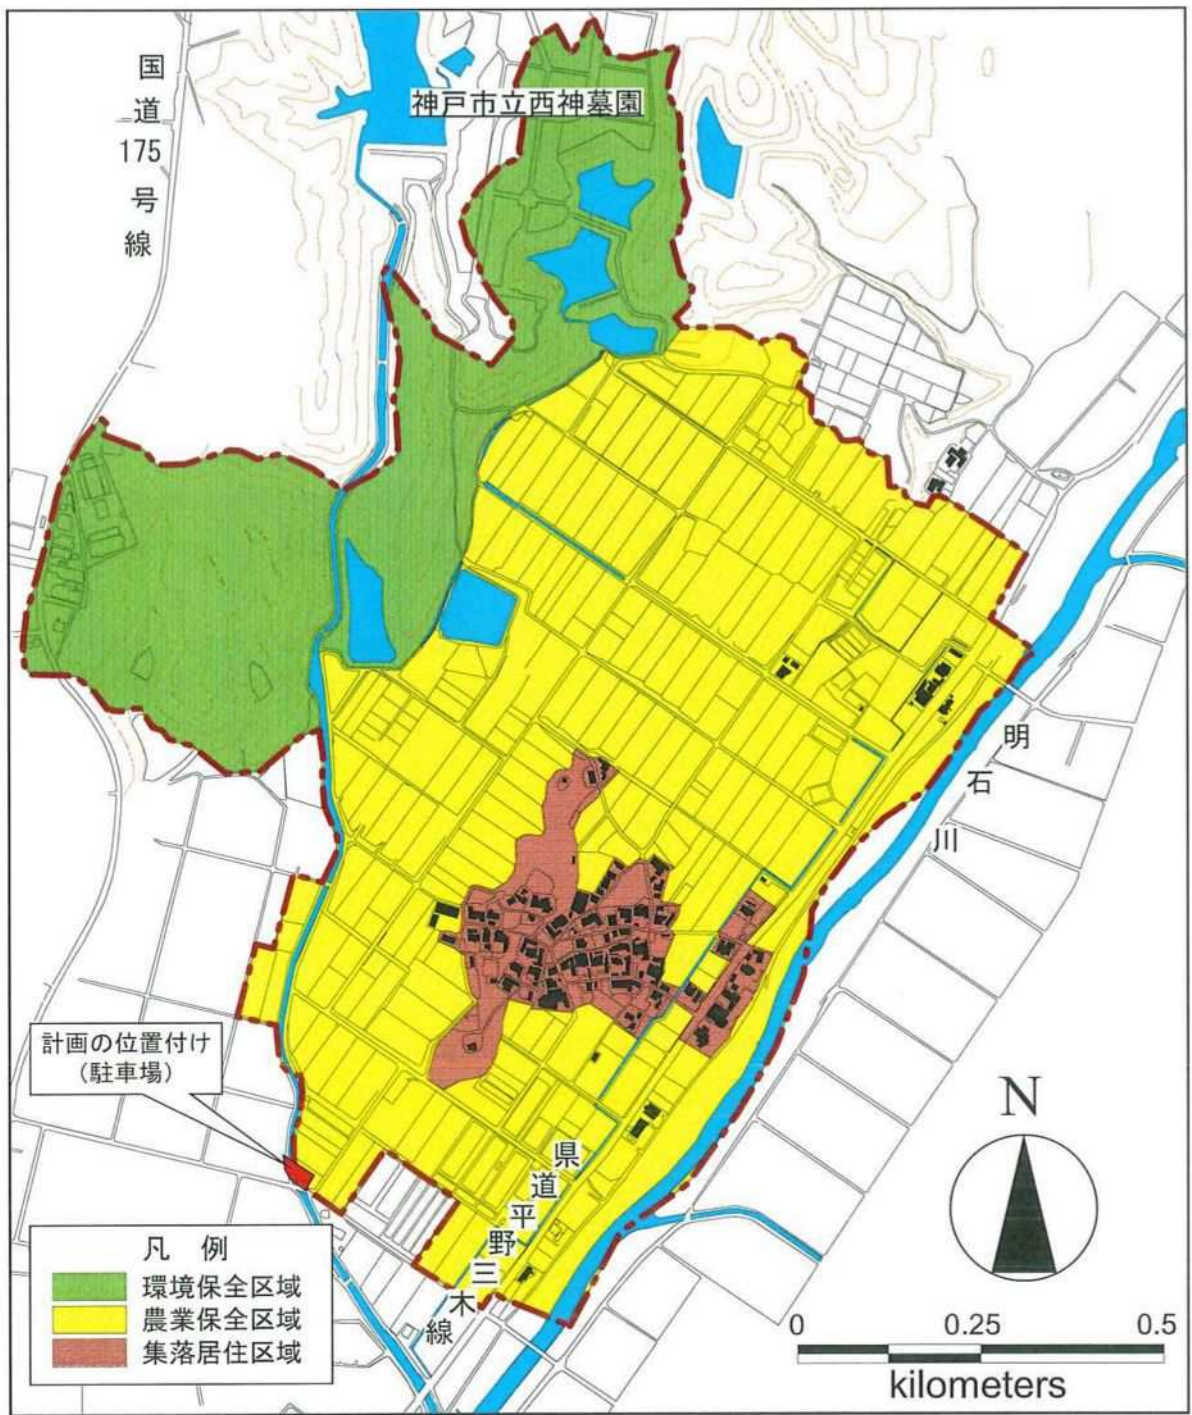 国道175号線
神戸市立西神墓園
明石川
計画の位置付け
(駐車場)
県道平野三木線
N
凡 例
環境保全区域
農業保全区域
集落居住区域
0 0.25 0.5
kilometers